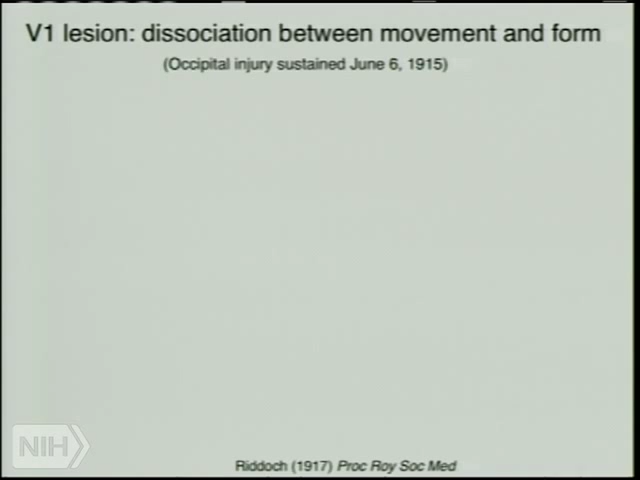 V1 lesion: dissociation between movement and form
(Occipital injury sustained June 6, 1915)
NIH
Riddoch (1917) Proc Roy Soc Med